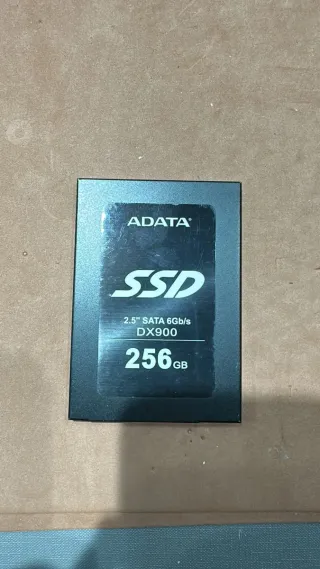 ADATA
SSD
2.5" SATA 6Gb/s
DX900
256GB